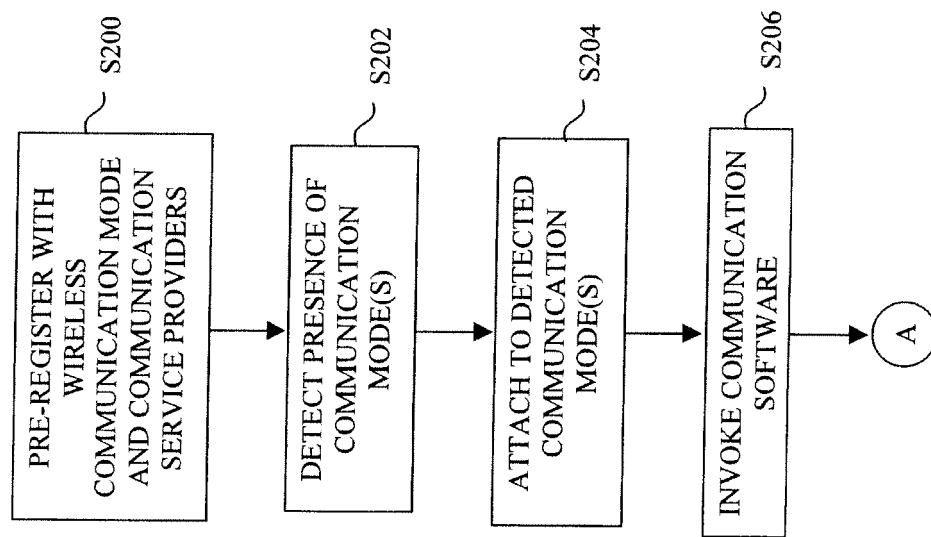 PRE-REGISTER WITH
WIRELESS
COMMUNICATION MODE
AND COMMUNICATION
SERVICE PROVIDERS
S200
DETECT PRESENCE OF
COMMUNICATION
MODE(S)
S202
ATTACH TO DETECTED
COMMUNICATION
MODE(S)
S204
INVOKE COMMUNICATION
SOFTWARE
S206
A